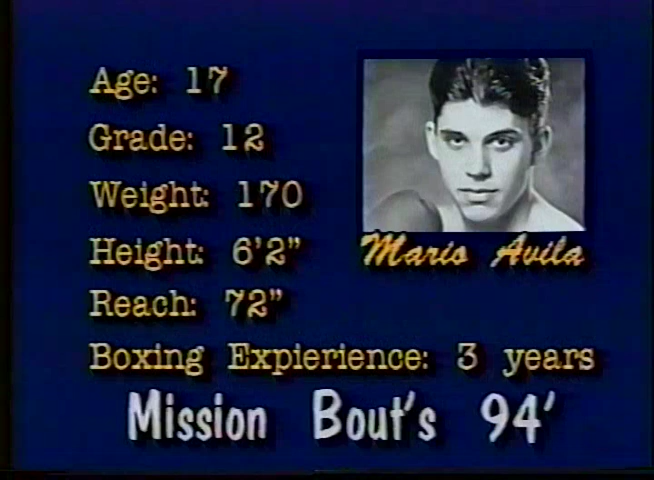 Age: 17
Grade: 12
Weight: 170
Height: 6'2"
Mario Avila
Reach: 72"
Boxing Expierience: 3 years
Mission Bout's 94'